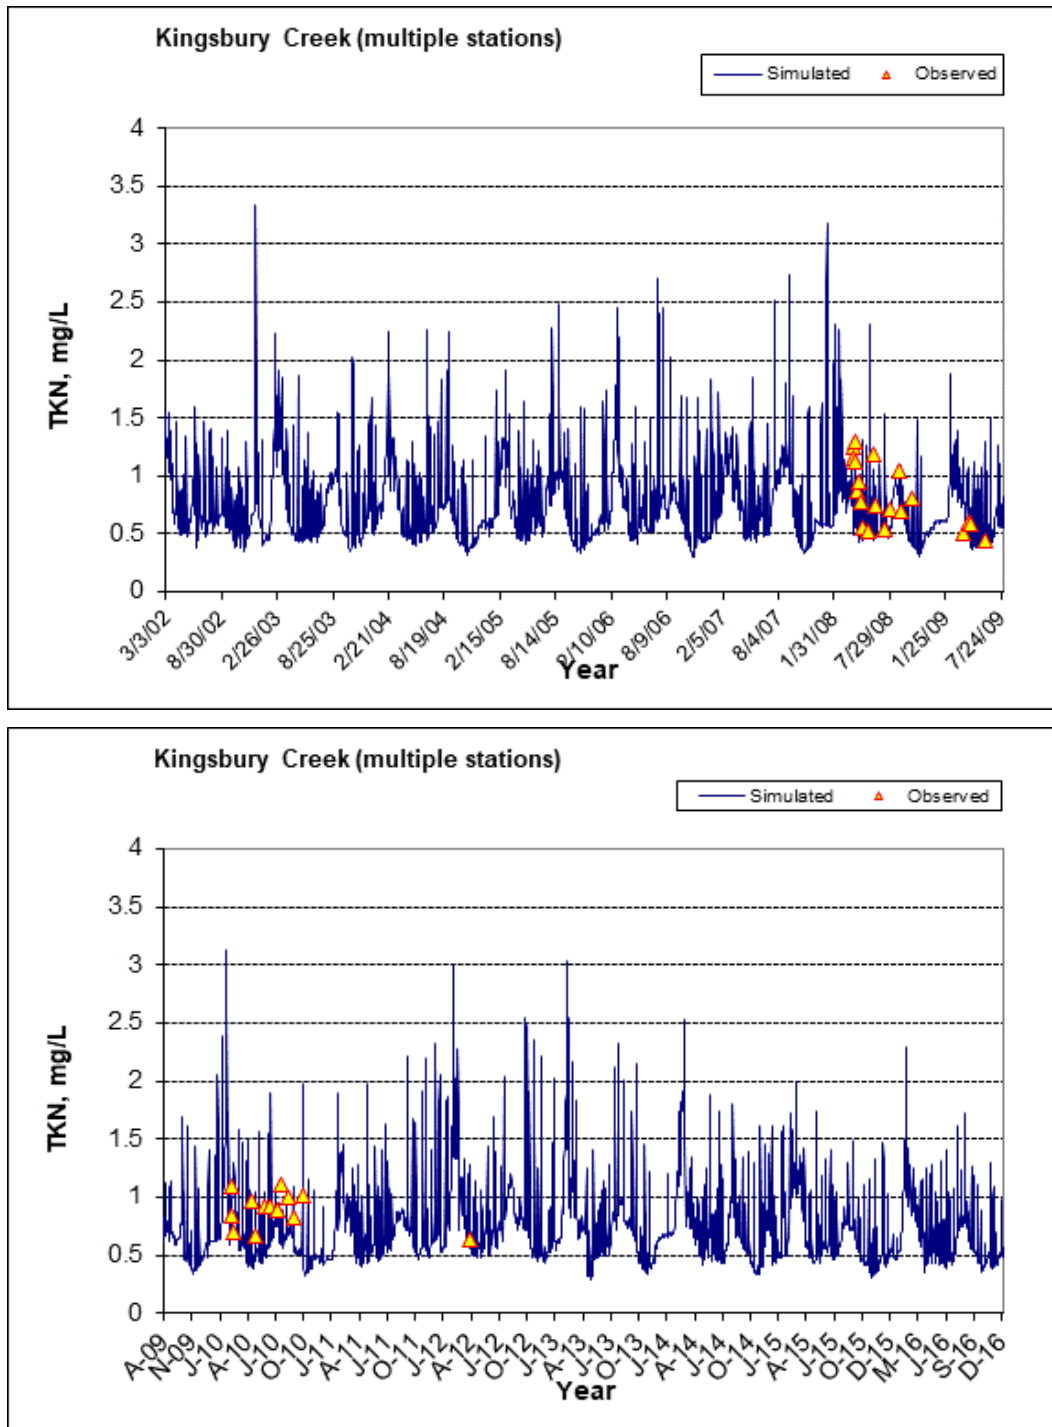 Kingsbury Creek (multiple stations)
Simulated Observed
4
3.5
3
2.5
2
1.5
1
0.5
0
TKN, mg/L
3/3/02 8/30/02 2/26/03 8/25/03 2/21/04 8/19/04 2/15/05 8/14/05 2/10/06 8/9/06 2/5/07 8/4/07 1/31/08 7/29/08 1/25/09 7/24/09
Year
Kingsbury Creek (multiple stations)
Simulated Observed
4
3.5
3
2.5
2
1.5
1
0.5
0
TKN, mg/L
A-09 N-09 J-10 A-10 J-10 O-10 J-11 A-11 J-11 O-11 J-12 A-12 O-12 J-13 A-13 J-13 O-13 J-14 A-14 J-14 O-14 J-15 A-15 J-15 O-15 D-15 M-16 J-16 S-16 D-16
Year